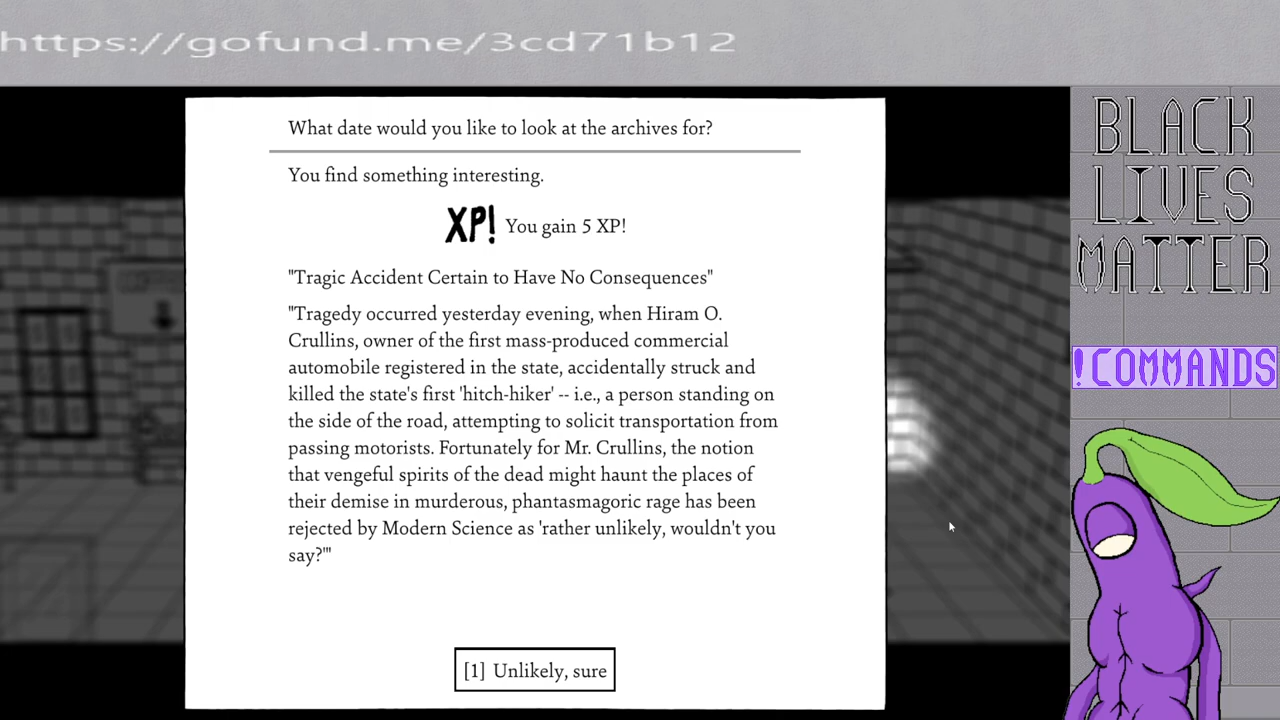 https://gofund.me/3cd71b12
What date would you like to look at the archives for?
You find something interesting.
XP! You gain 5 XP!
"Tragic Accident Certain to Have No Consequences"
"Tragedy occurred yesterday evening, when Hiram O.
Crullins, owner of the first mass-produced commercial
automobile registered in the state, accidentally struck and
killed the state's first 'hitch-hiker' -- i.e., a person standing on
the side of the road, attempting to solicit transportation from
passing motorists. Fortunately for Mr. Crullins, the notion
that vengeful spirits of the dead might haunt the places of
their demise in murderous, phantasmagoric rage has been
rejected by Modern Science as 'rather unlikely, wouldn't you
say?'"
[1] Unlikely, sure
BLACK
LIVES
MATTER
!COMMANDS